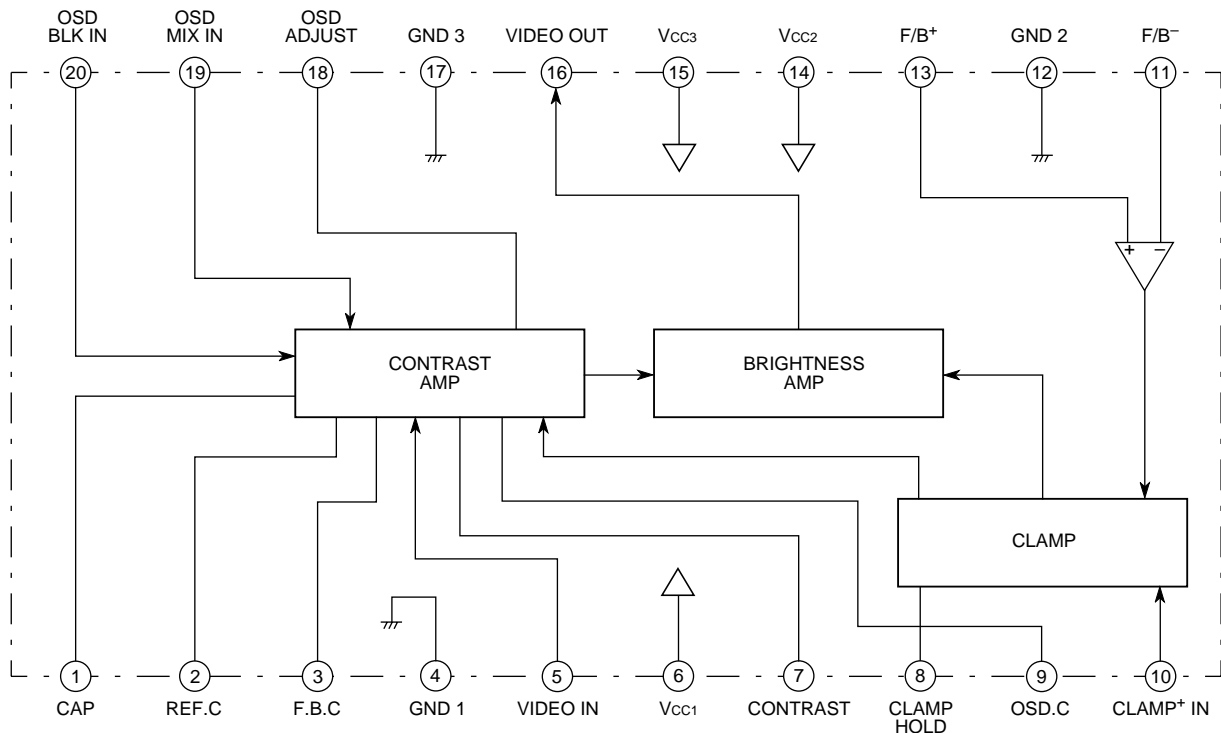 OSD
BLK IN
OSD
MIX IN
OSD
ADJUST
GND 3
VIDEO OUT
VCC3
VCC2
F/B+
GND 2
F/B−
20
19
18
17
16
15
14
13
12
11
+ −
CONTRAST
AMP
BRIGHTNESS
AMP
CLAMP
1
2
3
4
5
6
7
8
9
10
CAP
REF.C
F.B.C
GND 1
VIDEO IN
VCC1
CONTRAST
CLAMP
HOLD
OSD.C
CLAMP+ IN